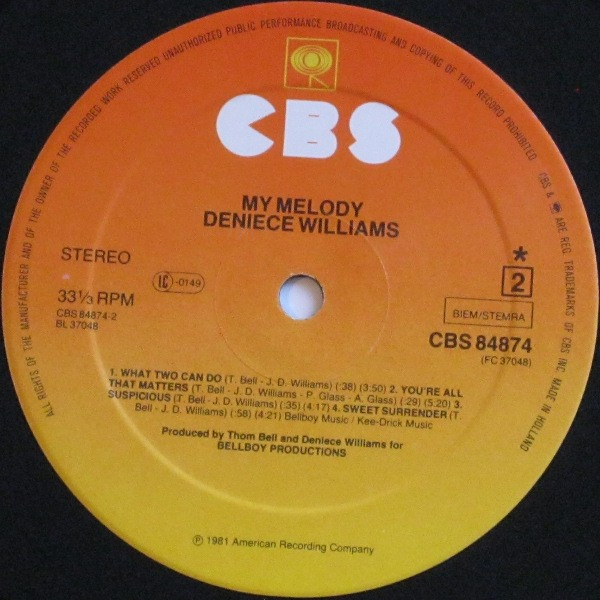 ALL RIGHTS OF THE MANUFACTURER AND OF THE OWNER OF THE RECORDED WORK RESERVED UNAUTHORIZED PUBLIC PERFORMANCE BROADCASTING AND COPYING OF THIS RECORD PROHIBITED CBS & ARE REG. TRADEMARKS OF CBS INC. MADE IN HOLLAND
CBS
MY MELODY
DENIECE WILLIAMS
STEREO
*
LC -0149
2
33 1/3 RPM
BIEM/STEMRA
CBS 84874-2
BL 37048
CBS 84874
(FC 37048)
1. WHAT TWO CAN DO (T. Bell - J. D. Williams) (:38) (3:50) 2. YOU'RE ALL
THAT MATTERS (T. Bell - J. D. Williams - P. Glass - A. Glass) (:29) (5:20) 3.
SUSPICIOUS (T. Bell - J. D. Williams) (:35) (4:17) 4. SWEET SURRENDER (T.
Bell - J. D. Williams) (:58) (4:21) Bellboy Music / Kee-Drick Music
Produced by Thom Bell and Deniece Williams for
BELLBOY PRODUCTIONS
℗ 1981 American Recording Company